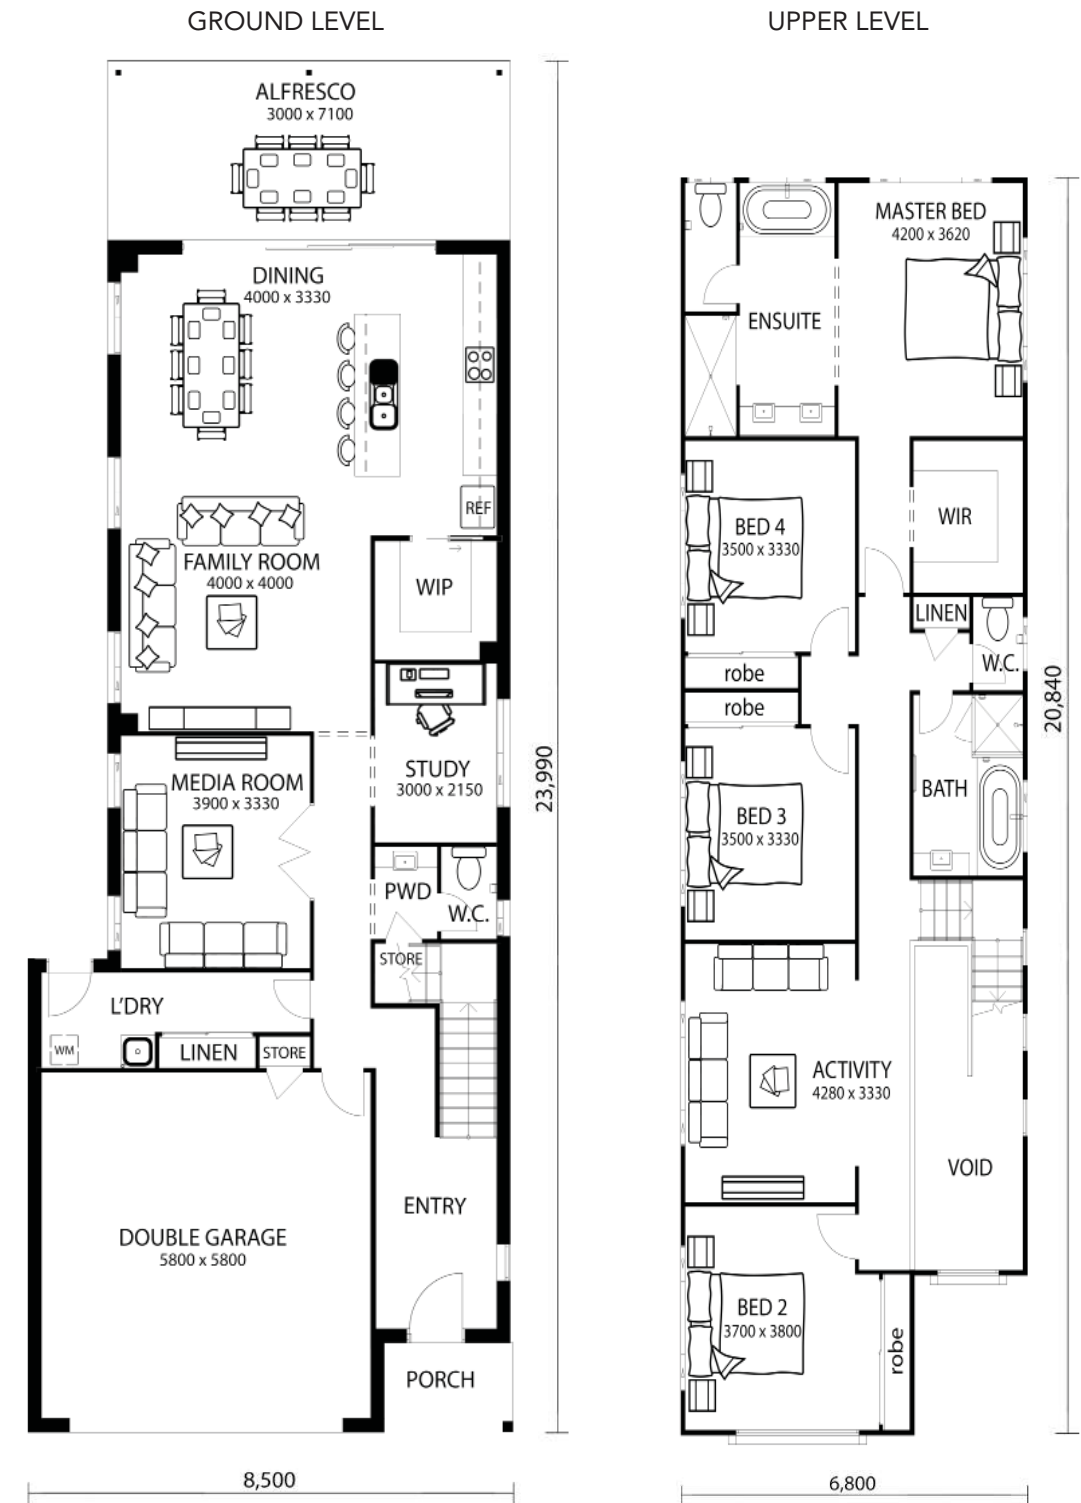 GROUND LEVEL
ALFRESCO
3000 x 7100
DINING
4000 x 3330
REF
FAMILY ROOM
4000 x 4000
WIP
STUDY
3000 x 2150
MEDIA ROOM
3900 x 3330
PWD
W.C.
STORE
L'DRY
WM
LINEN
STORE
ENTRY
DOUBLE GARAGE
5800 x 5800
PORCH
23,990
8,500
UPPER LEVEL
MASTER BED
4200 x 3620
ENSUITE
BED 4
3500 x 3330
WIR
LINEN
W.C.
robe
robe
BATH
BED 3
3500 x 3330
ACTIVITY
4280 x 3330
VOID
BED 2
3700 x 3800
robe
20,840
6,800